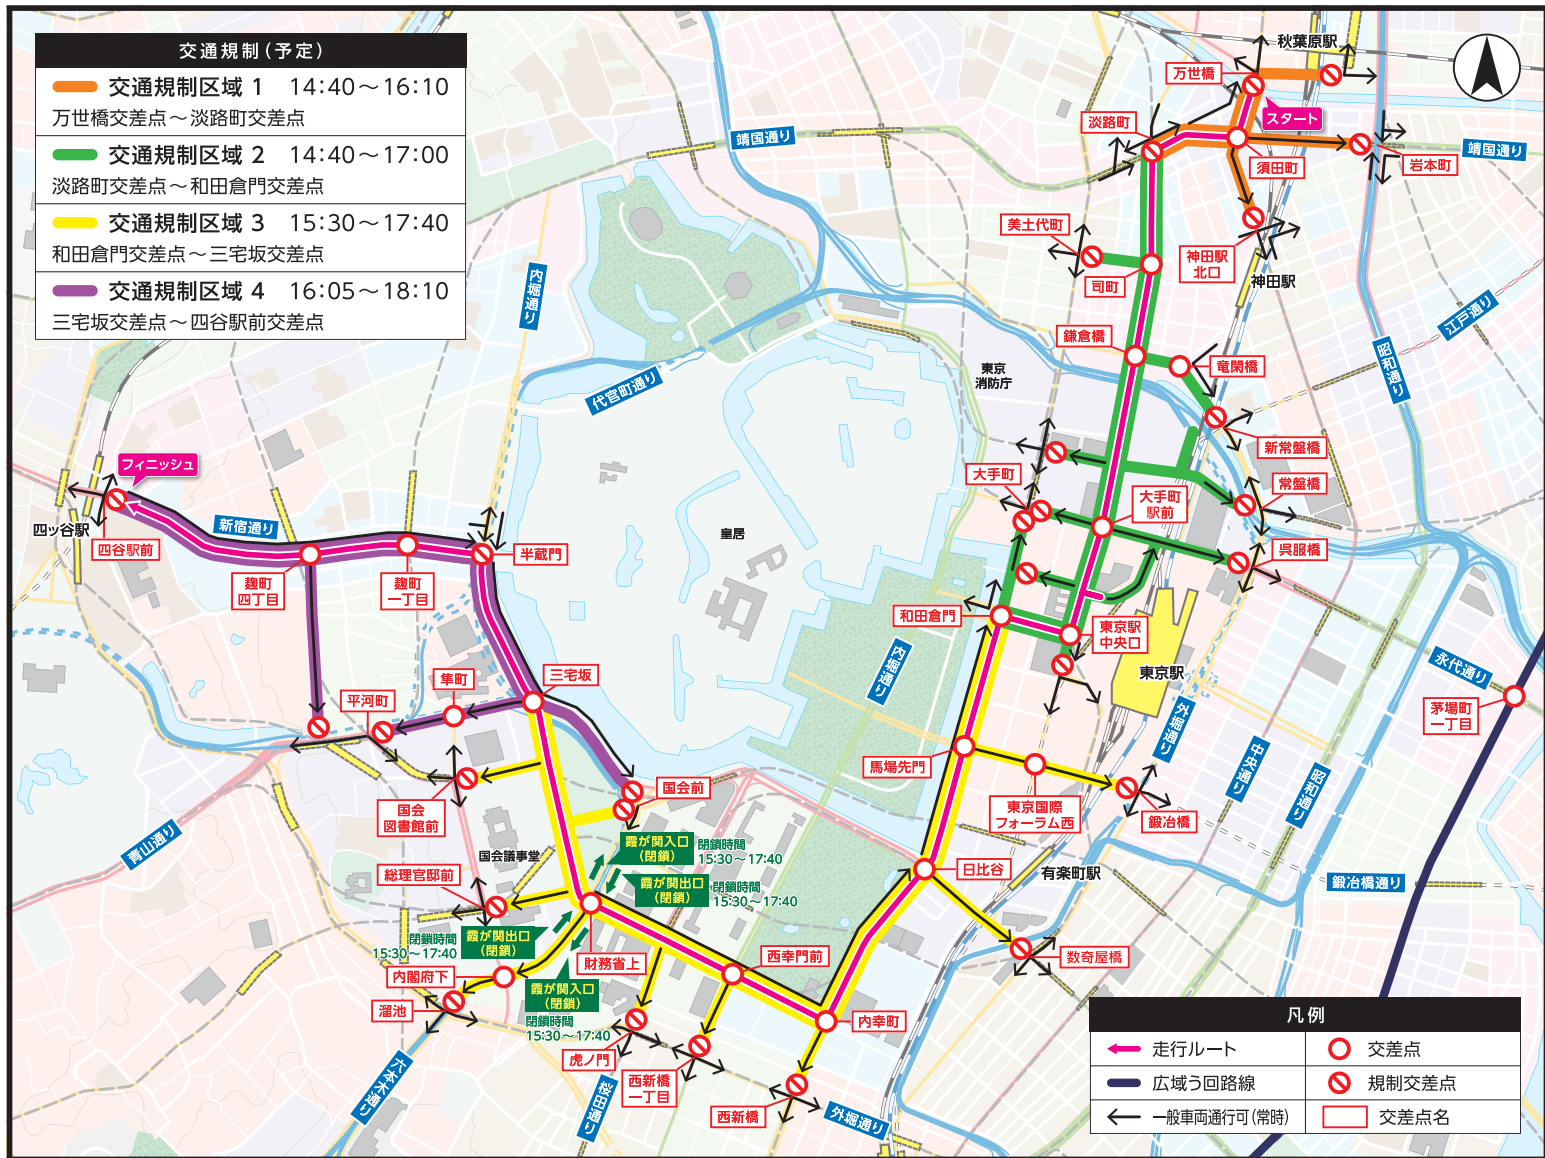 交通規制(予定)
交通規制区域 1 14:40～16:10
万世橋交差点～淡路町交差点
交通規制区域 2 14:40～17:00
淡路町交差点～和田倉門交差点
交通規制区域 3 15:30～17:40
和田倉門交差点～三宅坂交差点
交通規制区域 4 16:05～18:10
三宅坂交差点～四谷駅前交差点
秋葉原駅
万世橋
スタート
淡路町
靖国通り
靖国通り
須田町
岩本町
美土代町
神田駅
北口
司町
神田駅
内堀通り
江戸通り
鎌倉橋
昭和通り
竜閑橋
東京
消防庁
代官町通り
新常盤橋
フィニッシュ
大手町
常盤橋
大手町
駅前
新宿通り
四ッ谷駅
四谷駅前
皇居
半蔵門
呉服橋
麹町
四丁目
麹町
一丁目
和田倉門
東京駅
中央口
内堀通り
東京駅
永代通り
三宅坂
隼町
平河町
茅場町
一丁目
外堀通り
中央通り
昭和通り
馬場先門
国会前
東京国際
フォーラム西
鍛冶橋
国会
図書館前
青山通り
霞が関入口
(閉鎖)
閉鎖時間
15:30～17:40
国会議事堂
総理官邸前
霞が関出口
(閉鎖)
閉鎖時間
15:30～17:40
日比谷
有楽町駅
鍛冶橋通り
閉鎖時間
15:30～17:40
霞が関出口
(閉鎖)
財務省上
西幸門前
数奇屋橋
内閣府下
霞が関入口
(閉鎖)
閉鎖時間
15:30～17:40
溜池
内幸町
虎ノ門
西新橋
一丁目
六本木通り
桜田通り
西新橋
外堀通り
凡例
走行ルート
交差点
広域う回路線
規制交差点
一般車両通行可(常時)
交差点名